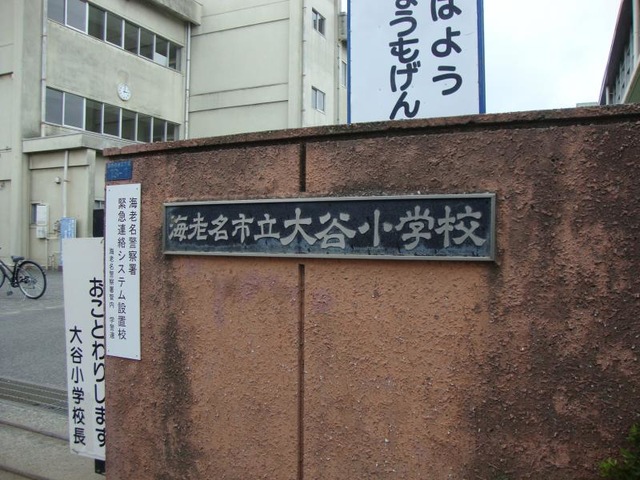 はよう
ょうむげん
海老名市立大谷小学校
海老名警察署
緊急連絡システム設置校
おことわりします
大谷小学校長